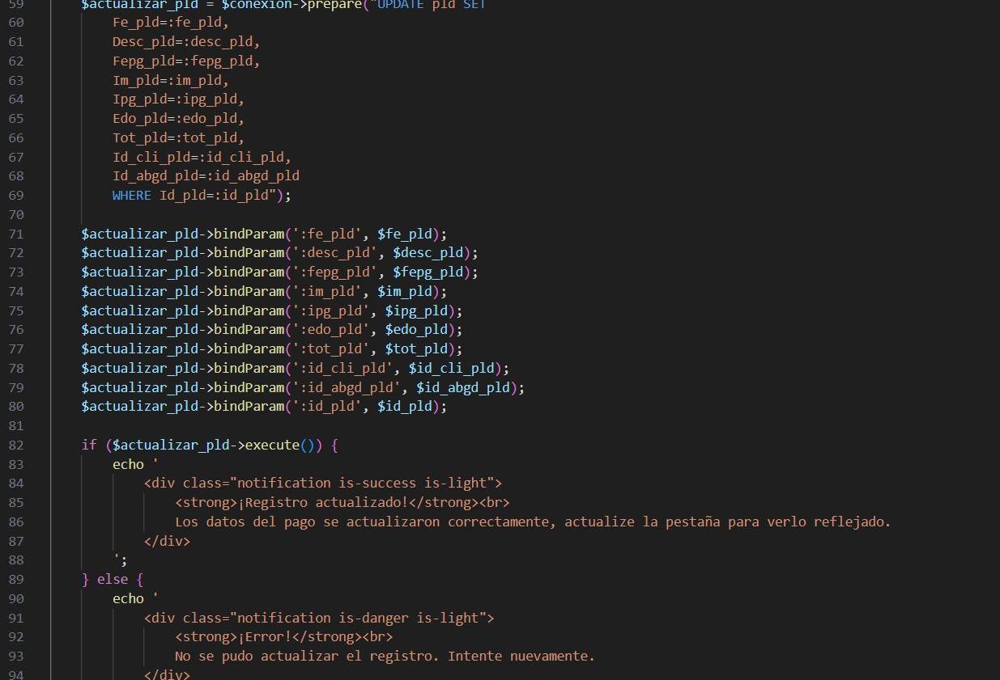 59 $actualizar_pld = $conexion->prepare("UPDATE pld SET
60 Fe_pld=:fe_pld,
61 Desc_pld=:desc_pld,
62 Fepg_pld=:fepg_pld,
63 Im_pld=:im_pld,
64 Ipg_pld=:ipg_pld,
65 Edo_pld=:edo_pld,
66 Tot_pld=:tot_pld,
67 Id_cli_pld=:id_cli_pld,
68 Id_abgd_pld=:id_abgd_pld
69 WHERE Id_pld=:id_pld");
70
71 $actualizar_pld->bindParam(':fe_pld', $fe_pld);
72 $actualizar_pld->bindParam(':desc_pld', $desc_pld);
73 $actualizar_pld->bindParam(':fepg_pld', $fepg_pld);
74 $actualizar_pld->bindParam(':im_pld', $im_pld);
75 $actualizar_pld->bindParam(':ipg_pld', $ipg_pld);
76 $actualizar_pld->bindParam(':edo_pld', $edo_pld);
77 $actualizar_pld->bindParam(':tot_pld', $tot_pld);
78 $actualizar_pld->bindParam(':id_cli_pld', $id_cli_pld);
79 $actualizar_pld->bindParam(':id_abgd_pld', $id_abgd_pld);
80 $actualizar_pld->bindParam(':id_pld', $id_pld);
81
82 if ($actualizar_pld->execute()) {
83 echo '
84 <div class="notification is-success is-light">
85 <strong>¡Registro actualizado!</strong><br>
86 Los datos del pago se actualizaron correctamente, actualize la pestaña para verlo reflejado.
87 </div>
88 ';
89 } else {
90 echo '
91 <div class="notification is-danger is-light">
92 <strong>¡Error!</strong><br>
93 No se pudo actualizar el registro. Intente nuevamente.
94 </div>